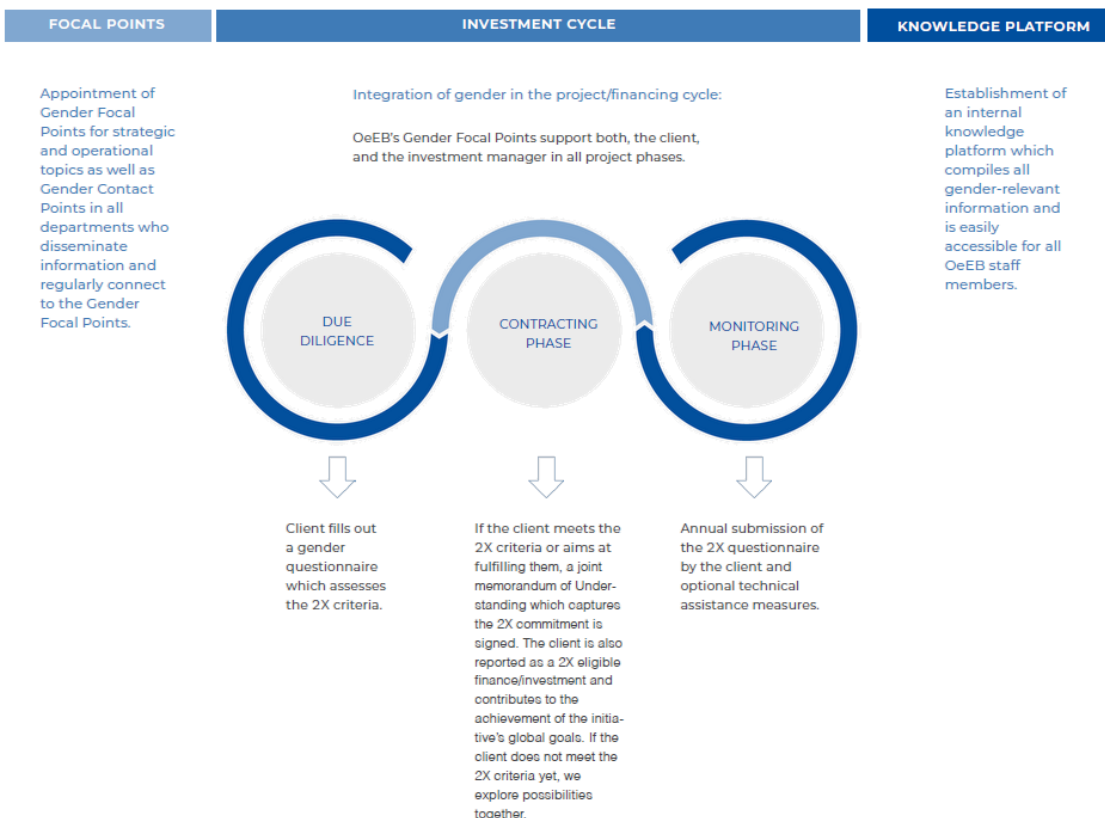 FOCAL POINTS
INVESTMENT CYCLE
KNOWLEDGE PLATFORM
Appointment of
Gender Focal
Points for strategic
and operational
topics as well as
Gender Contact
Points in all
departments who
disseminate
information and
regularly connect
to the Gender
Focal Points.
Integration of gender in the project/financing cycle:
OeEB's Gender Focal Points support both, the client,
and the investment manager in all project phases.
Establishment of
an internal
knowledge
platform which
compiles all
gender-relevant
information and
is easily
accessible for all
OeEB staff
members.
DUE
DILIGENCE
CONTRACTING
PHASE
MONITORING
PHASE
Client fills out
a gender
questionnaire
which assesses
the 2X criteria.
If the client meets the
2X criteria or aims at
fulfilling them, a joint
memorandum of Under-
standing which captures
the 2X commitment is
signed. The client is also
reported as a 2X eligible
finance/investment and
contributes to the
achievement of the initia-
tive's global goals. If the
client does not meet the
2X criteria yet, we
explore possibilities
together.
Annual submission of
the 2X questionnaire
by the client and
optional technical
assistance measures.